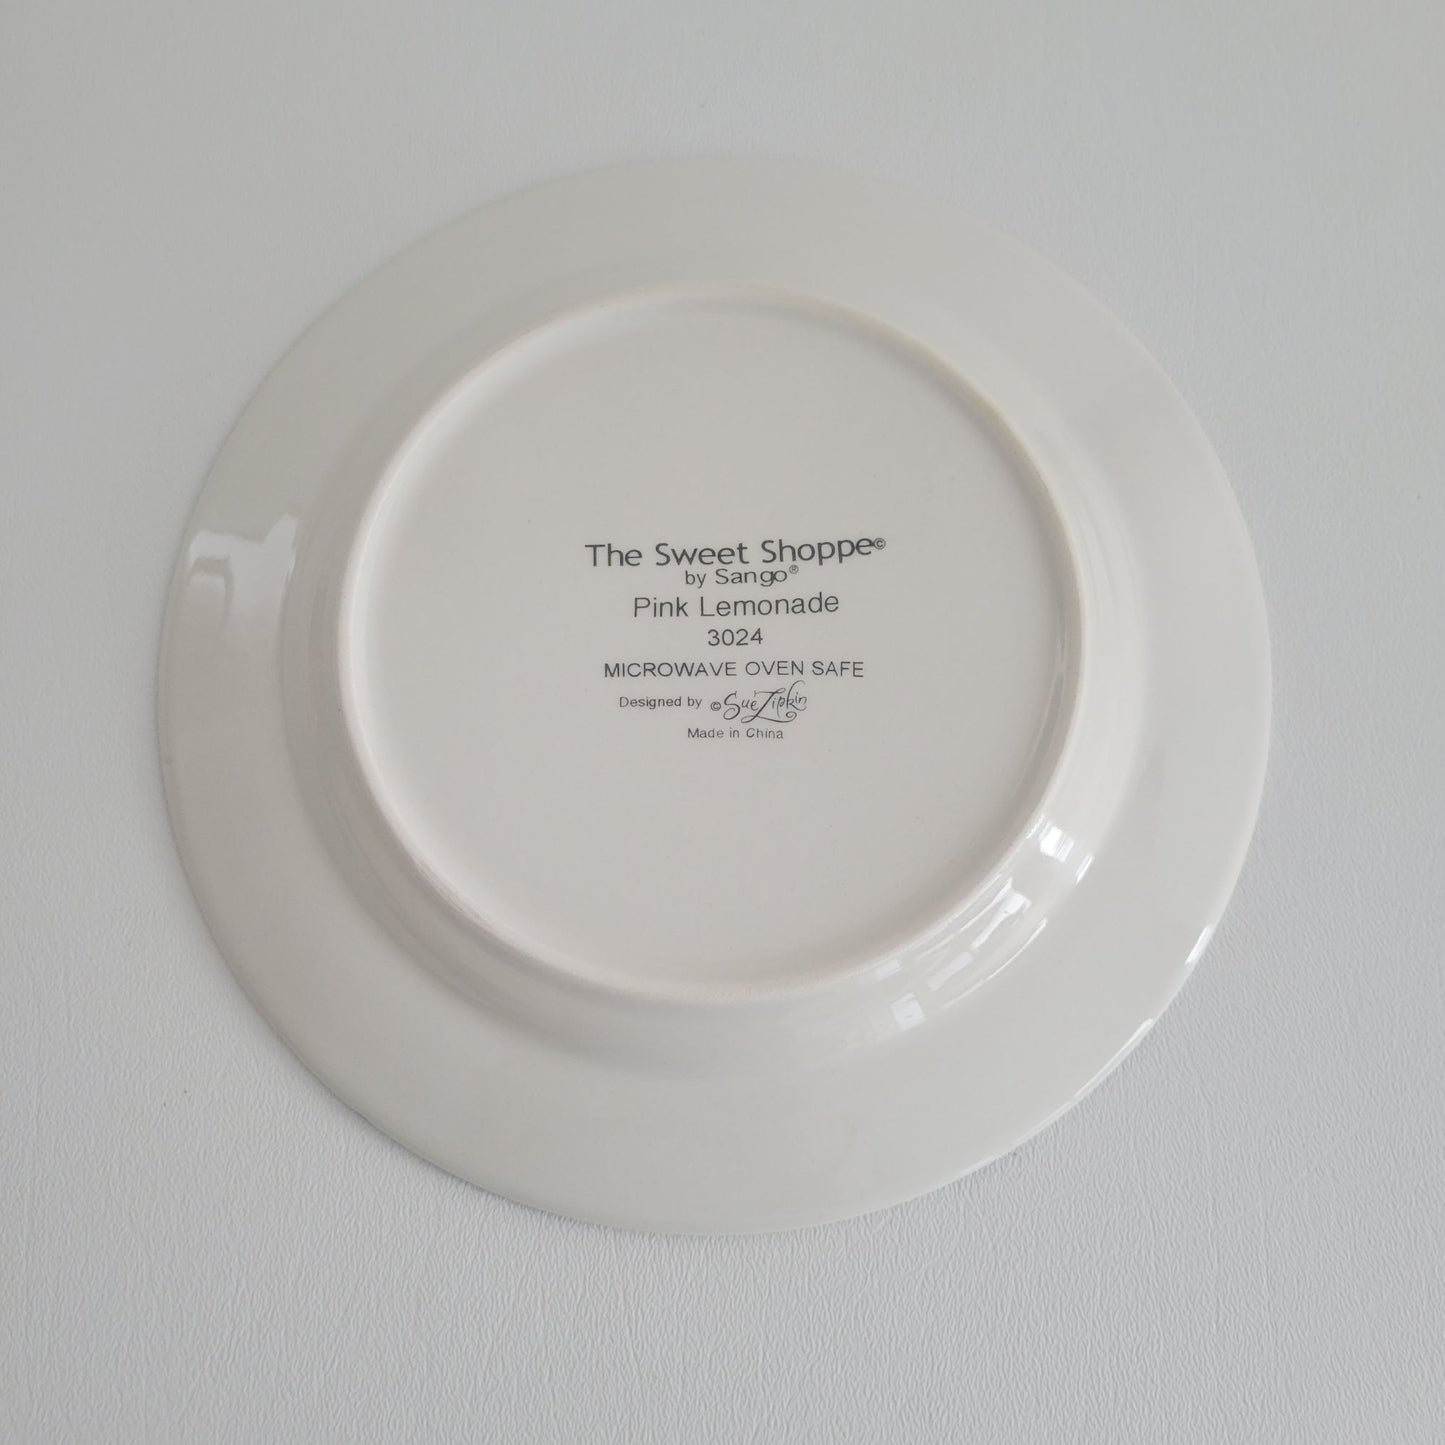 The Sweet Shoppe©
by Sango®
Pink Lemonade
3024
MICROWAVE OVEN SAFE
Designed by © Sue Zipkin
Made in China